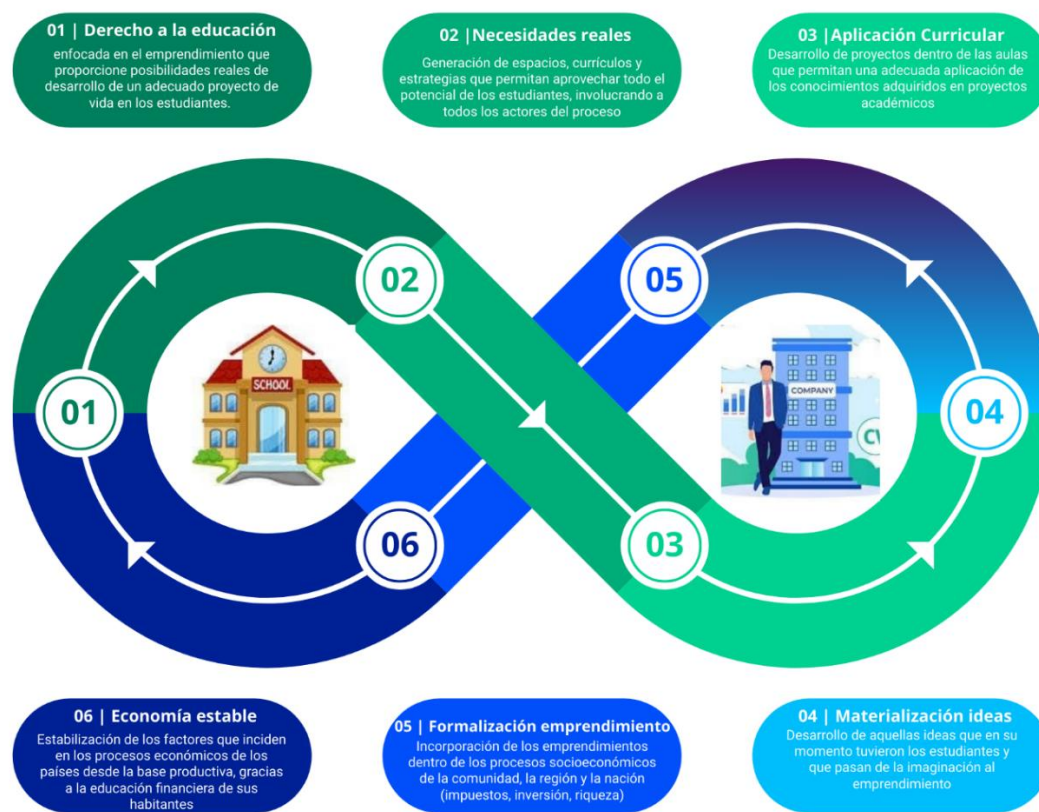 01 | Derecho a la educación
enfocada en el emprendimiento que
proporcione posibilidades reales de
desarrollo de un adecuado proyecto de
vida en los estudiantes.
02 |Necesidades reales
Generación de espacios, currículos y
estrategias que permitan aprovechar todo el
potencial de los estudiantes, involucrando a
todos los actores del proceso
03 |Aplicación Curricular
Desarrollo de proyectos dentro de las aulas
que permitan una adecuada aplicación de
los conocimientos adquiridos en proyectos
académicos
02
05
SCHOOL
COMPANY
01
04
CV
06
03
06 | Economía estable
Estabilización de los factores que inciden
en los procesos económicos de los
países desde la base productiva, gracias
a la educación financiera de sus
habitantes
05 | Formalización emprendimiento
Incorporación de los emprendimientos
dentro de los procesos socioeconómicos
de la comunidad, la región y la nación
(impuestos, inversión, riqueza)
04 | Materialización ideas
Desarrollo de aquellas ideas que en su
momento tuvieron los estudiantes y
que pasan de la imaginación al
emprendimiento